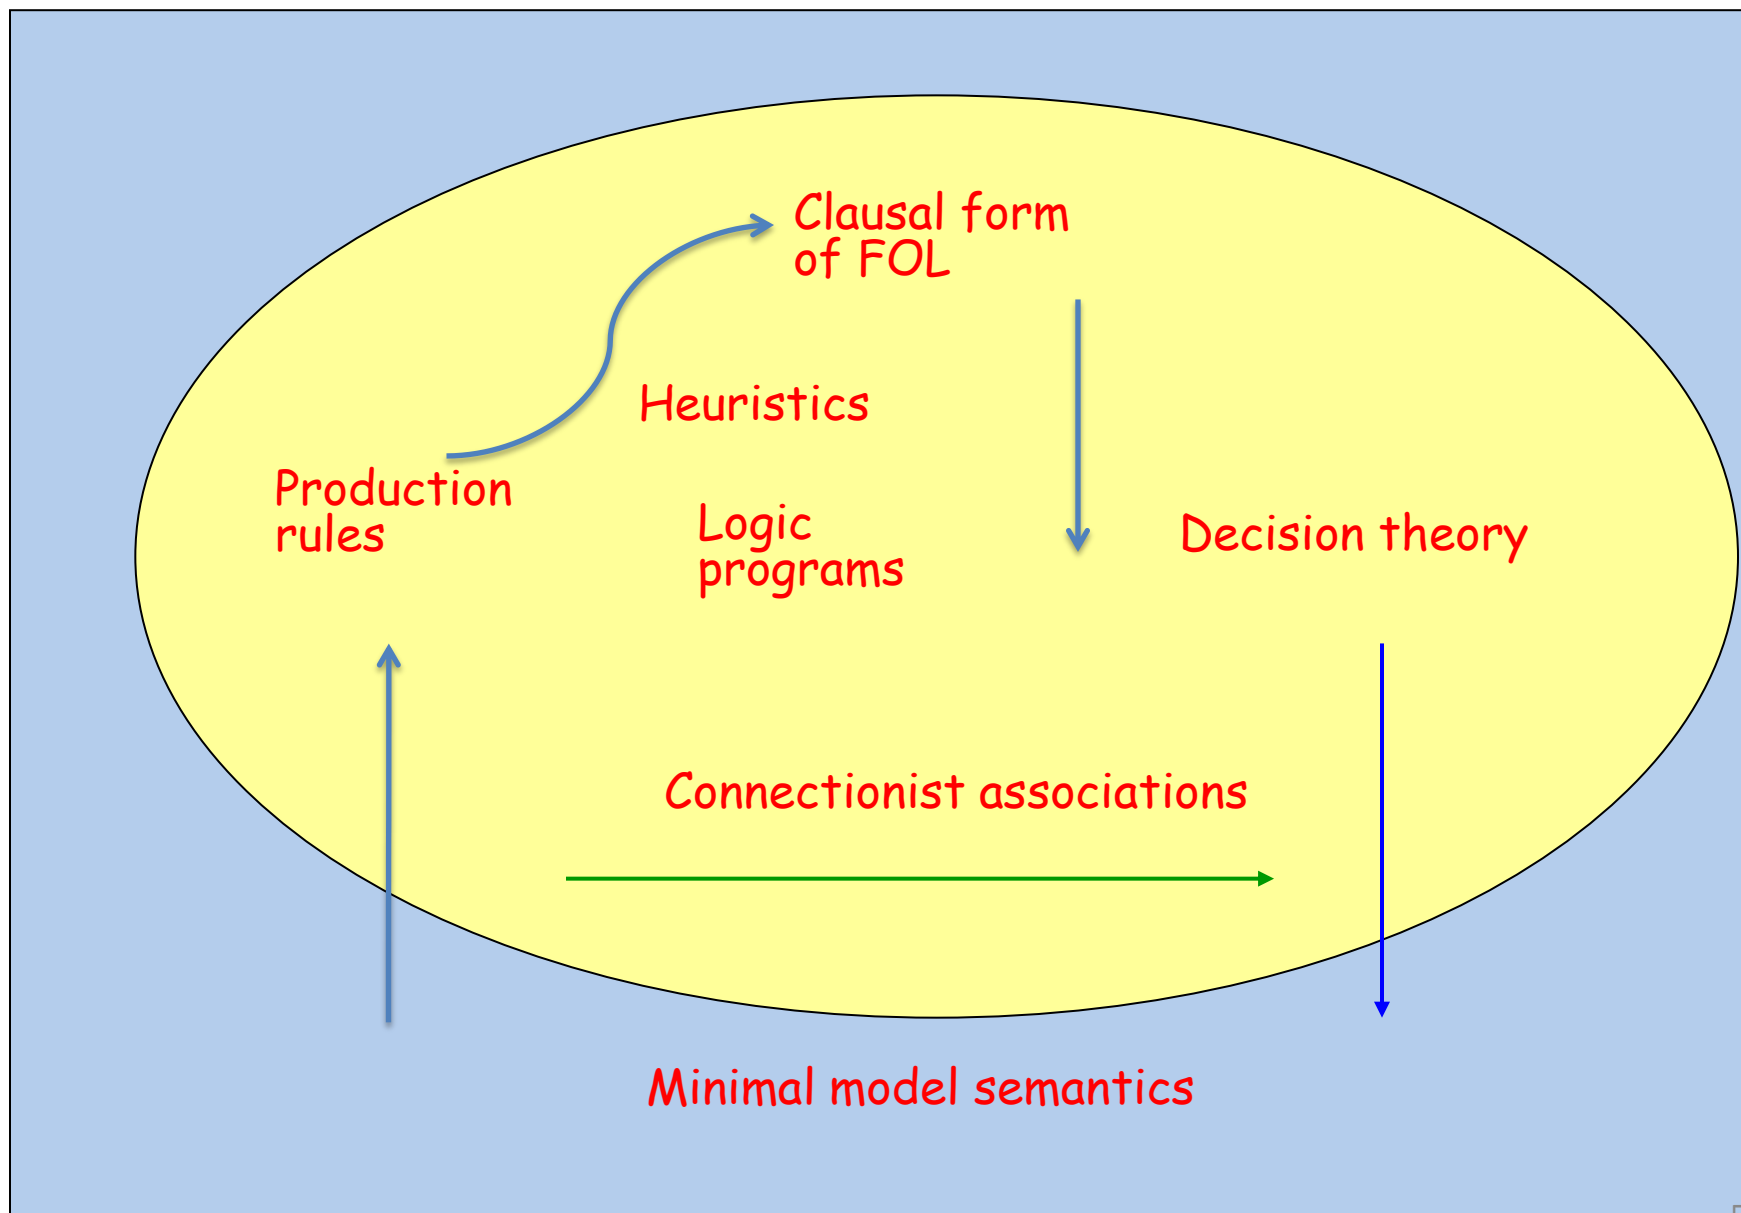 Clausal form
of FOL
Heuristics
Production
rules
Logic
programs
Decision theory
Connectionist associations
Minimal model semantics